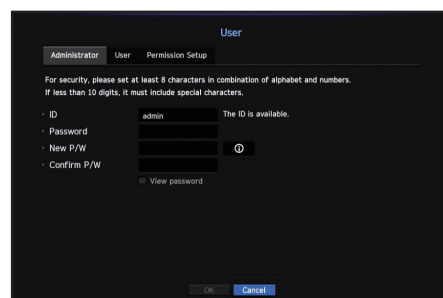 User
Administrator User Permission Setup
For security, please set at least 8 characters in combination of alphabet and numbers.
If less than 10 digits, it must include special characters.
ID admin The ID is available.
Password
New P/W
Confirm P/W
View password
OK Cancel